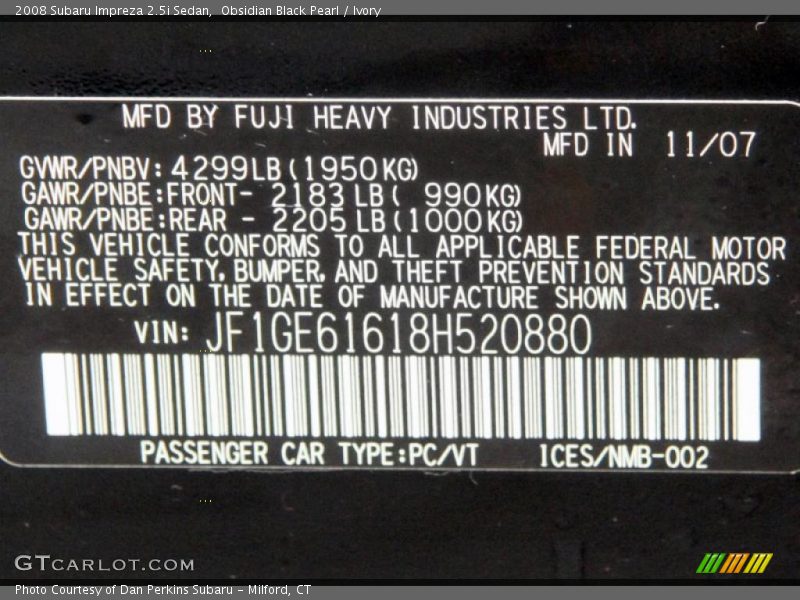 2008 Subaru Impreza 2.5i Sedan,  Obsidian Black Pearl / Ivory
MFD BY FUJI HEAVY INDUSTRIES LTD.
MFD IN 11/07
GVWR/PNBV: 4299LB (1950KG)
GAWR/PNBE:FRONT- 2183 LB ( 990KG)
GAWR/PNBE:REAR - 2205 LB (1000KG)
THIS VEHICLE CONFORMS TO ALL APPLICABLE FEDERAL MOTOR
VEHICLE SAFETY, BUMPER, AND THEFT PREVENTION STANDARDS
IN EFFECT ON THE DATE OF MANUFACTURE SHOWN ABOVE.
VIN: JF1GE61618H520880
PASSENGER CAR TYPE:PC/VT ICES/NMB-002
GTCARLOT.COM
Photo Courtesy of Dan Perkins Subaru - Milford, CT